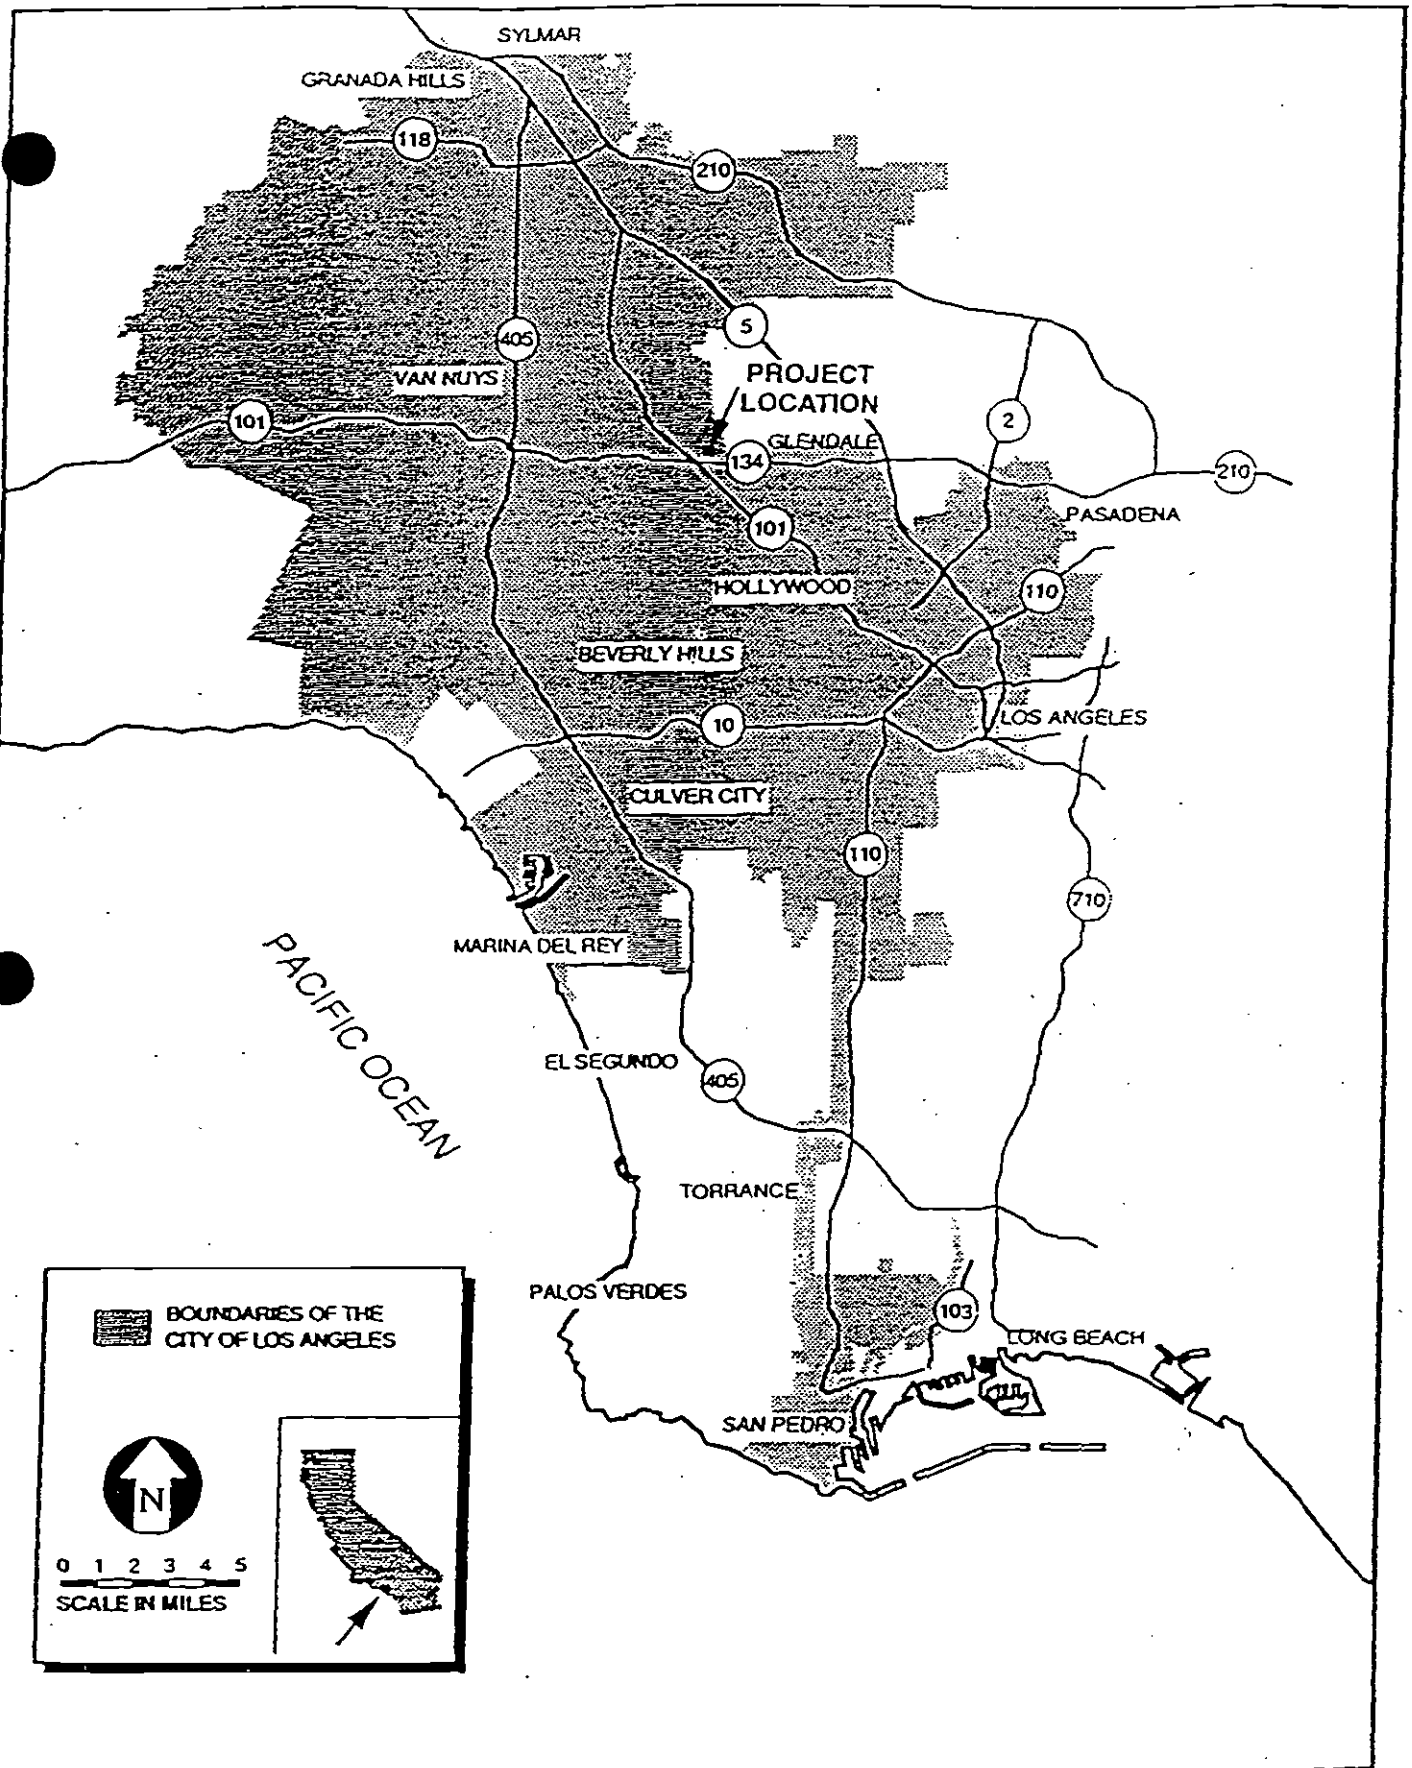 SYLMAR
GRANADA HILLS
118
210
5
405
VAN NUYS
PROJECT
LOCATION
101
2
GLENDALE
134
210
101
PASADENA
HOLLYWOOD
110
BEVERLY HILLS
10
LOS ANGELES
CULVER CITY
110
710
MARINA DEL REY
PACIFIC OCEAN
EL SEGUNDO
405
TORRANCE
PALOS VERDES
103
LONG BEACH
SAN PEDRO
BOUNDARIES OF THE
CITY OF LOS ANGELES
N
0 1 2 3 4 5
SCALE IN MILES